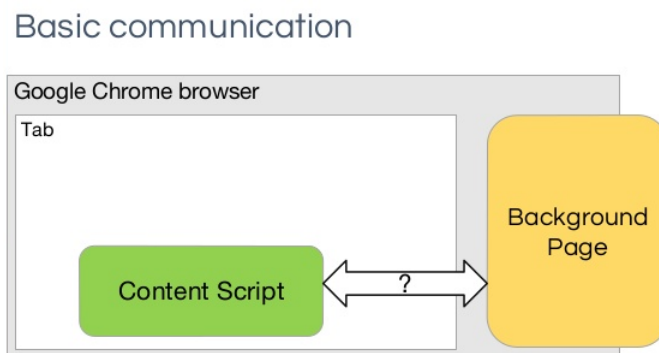 Basic communication
Google Chrome browser
Tab
Background
Page
Content Script
?